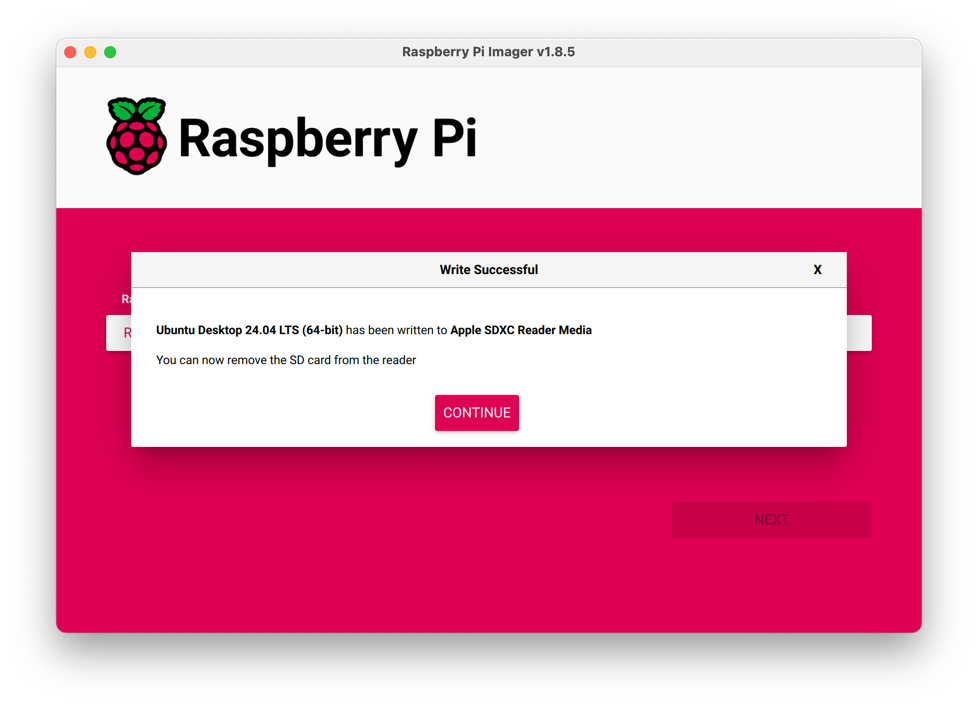 Raspberry Pi Imager v1.8.5
Raspberry Pi
Write Successful
X
Ubuntu Desktop 24.04 LTS (64-bit) has been written to Apple SDXC Reader Media
You can now remove the SD card from the reader
CONTINUE
NEXT